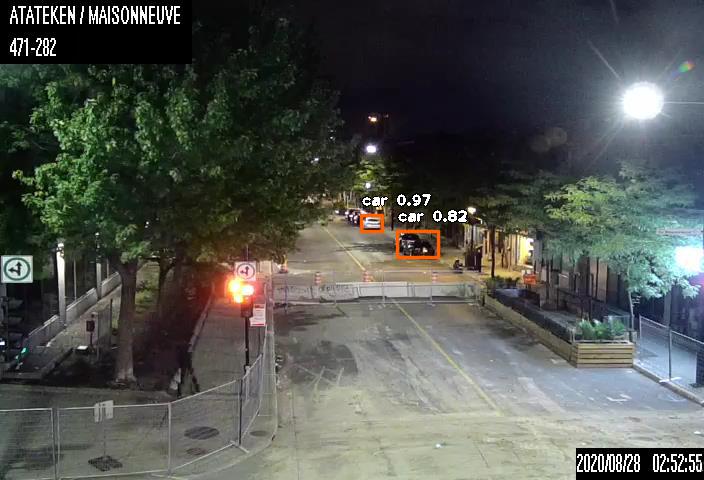 ATATEKEN / MAISONNEUVE
471-282
car 0.97
car 0.82
2020/08/28 02:52:55